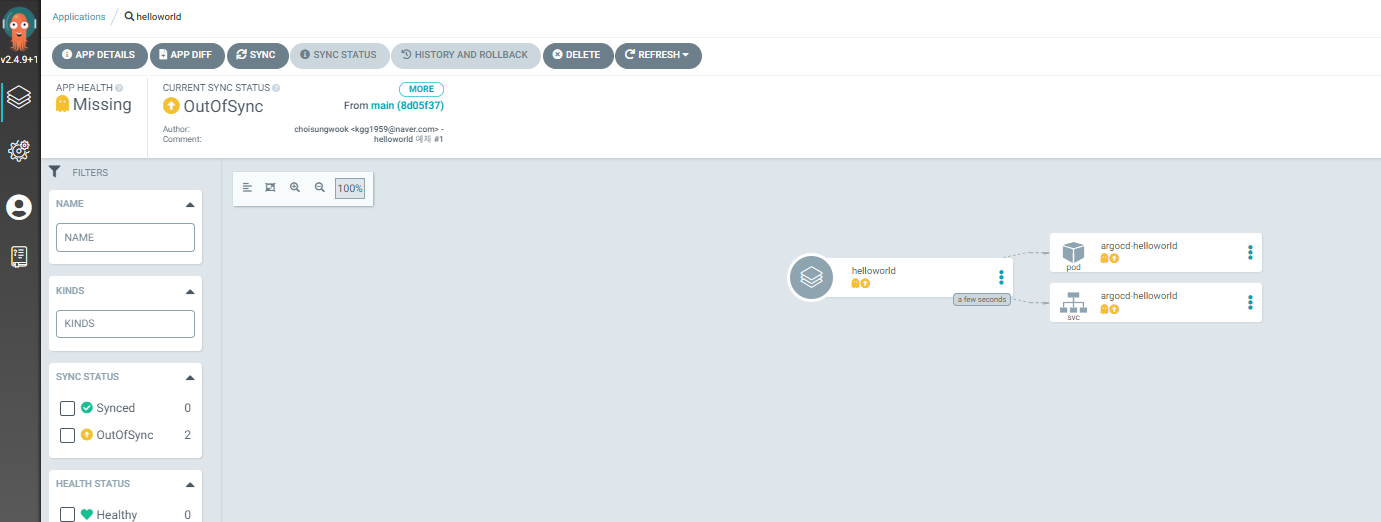 Applications / helloworld
v2.4.9+1
APP DETAILS APP DIFF SYNC SYNC STATUS HISTORY AND ROLLBACK DELETE REFRESH
APP HEALTH
Missing
CURRENT SYNC STATUS
MORE
OutOfSync
From main (8d05f37)
Author: choisungwook <kgg1959@naver.com> -
Comment: helloworld 예제 #1
FILTERS
NAME
NAME
KINDS
KINDS
SYNC STATUS
Synced 0
OutOfSync 2
HEALTH STATUS
Healthy 0
100%
helloworld
a few seconds
argocd-helloworld
pod
argocd-helloworld
svc